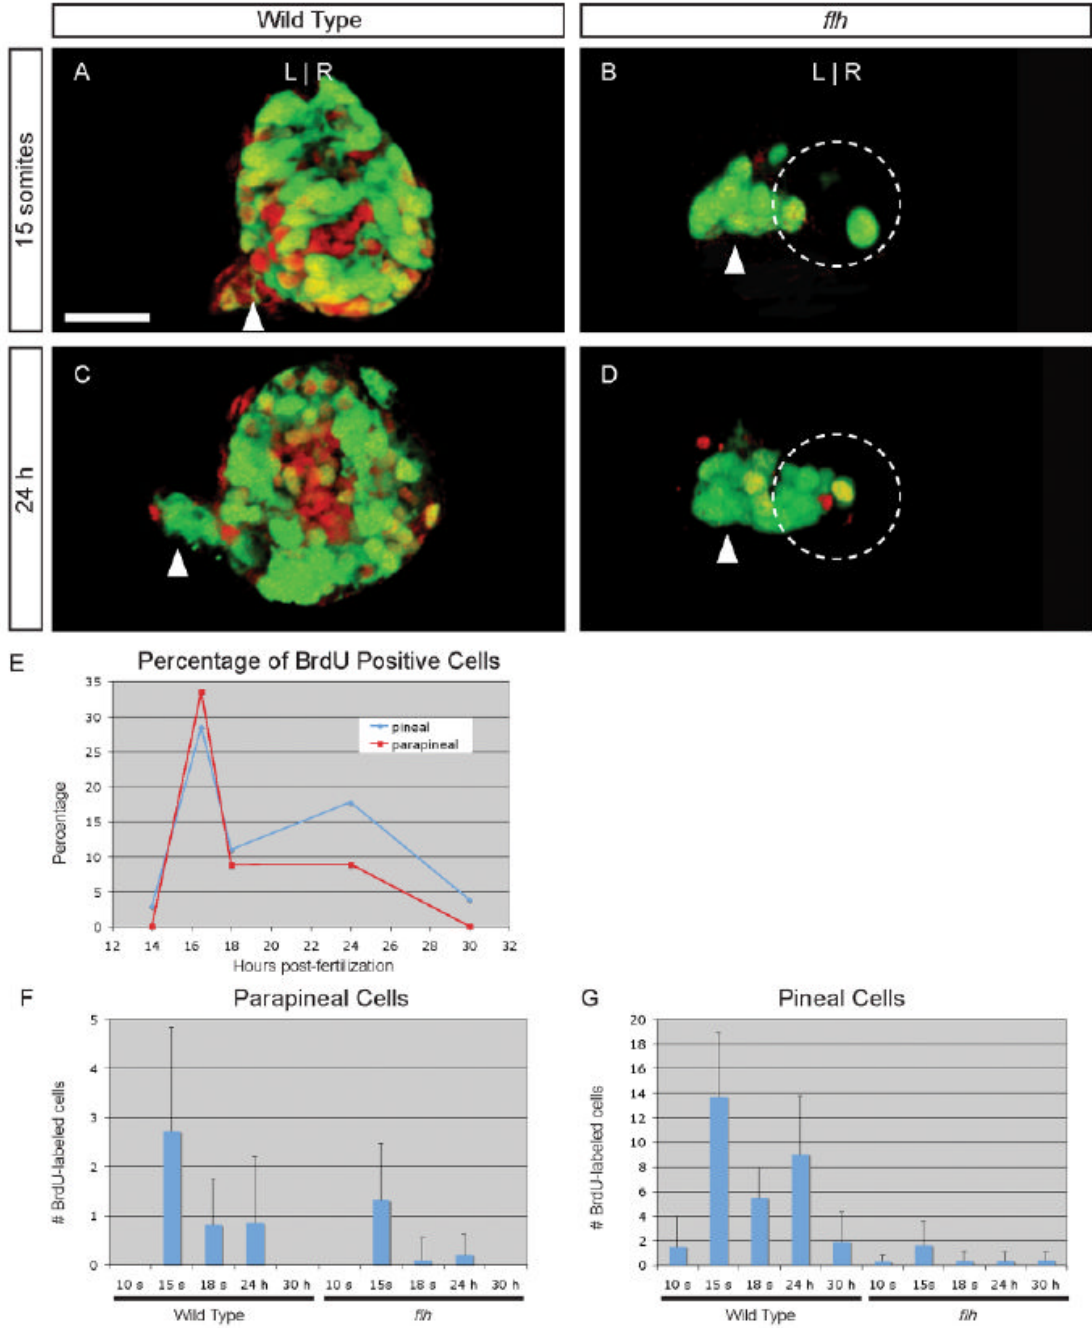 Wild Type
flh
15 somites
A
L | R
B
L | R
24 h
C
D
E
Percentage of BrdU Positive Cells
35
30
25
20
15
10
5
0
Percentage
pineal
parapineal
12 14 16 18 20 22 24 26 28 30 32
Hours post-fertilization
F
Parapineal Cells
5
4
3
2
1
0
# BrdU-labeled cells
10 s 15 s 18 s 24 h 30 h 10 s 15s 18 s 24 h 30 h
Wild Type
flh
G
Pineal Cells
20
18
16
14
12
10
8
6
4
2
0
# BrdU-labeled cells
10 s 15 s 18 s 24 h 30 h 10 s 15s 18 s 24 h 30 h
Wild Type
flh